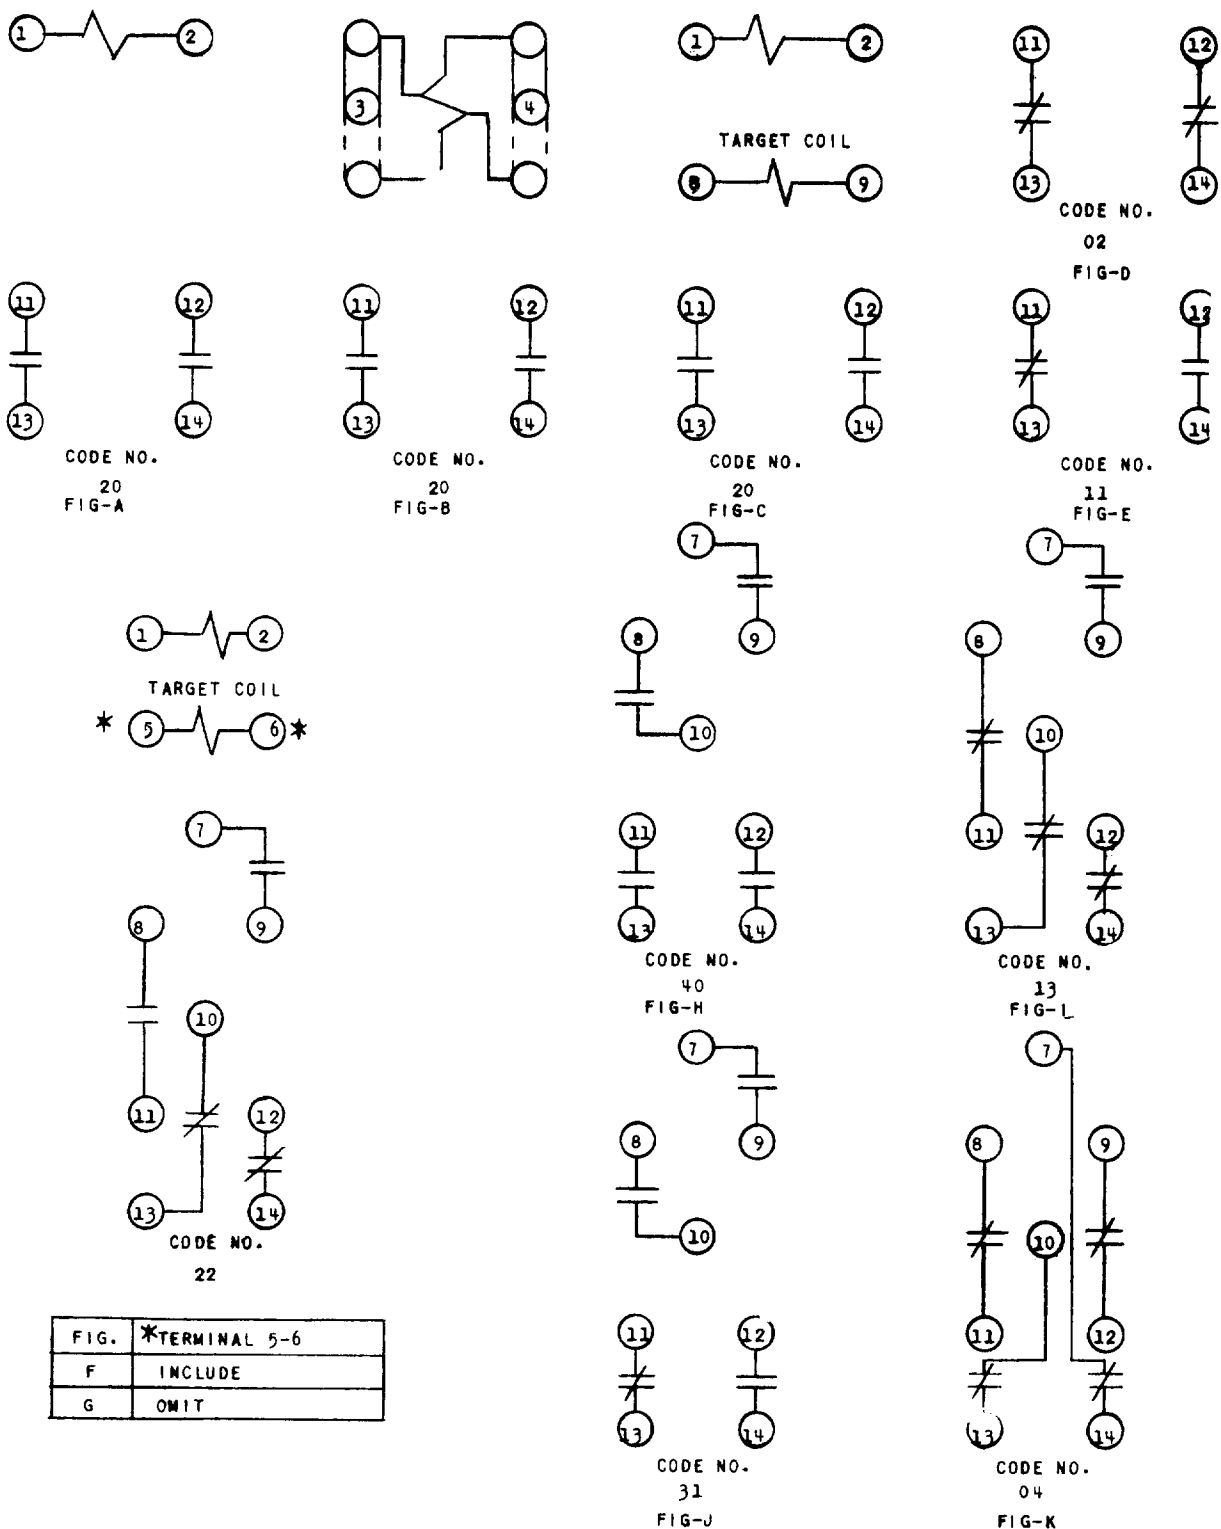 1 2
3 4
1 2
TARGET COIL
9
11 12
13 14
CODE NO.
02
FIG-D
11 12
13 14
CODE NO.
20
FIG-A
11 12
13 14
CODE NO.
20
FIG-B
11 12
13 14
CODE NO.
20
FIG-C
11 12
13 14
CODE NO.
11
FIG-E
1 2
TARGET COIL
* 5 6 *
7
8 9
10
11 12
13 14
CODE NO.
22
FIG. *TERMINAL 5-6
F INCLUDE
G OMIT
7
8 9
10
11 12
13 14
CODE NO.
40
FIG-H
7
8 9
10
11 12
13 14
CODE NO.
13
FIG-L
7
8 9
10
11 12
13 14
CODE NO.
31
FIG-J
7
8 9
10
11 12
13 14
CODE NO.
04
FIG-K